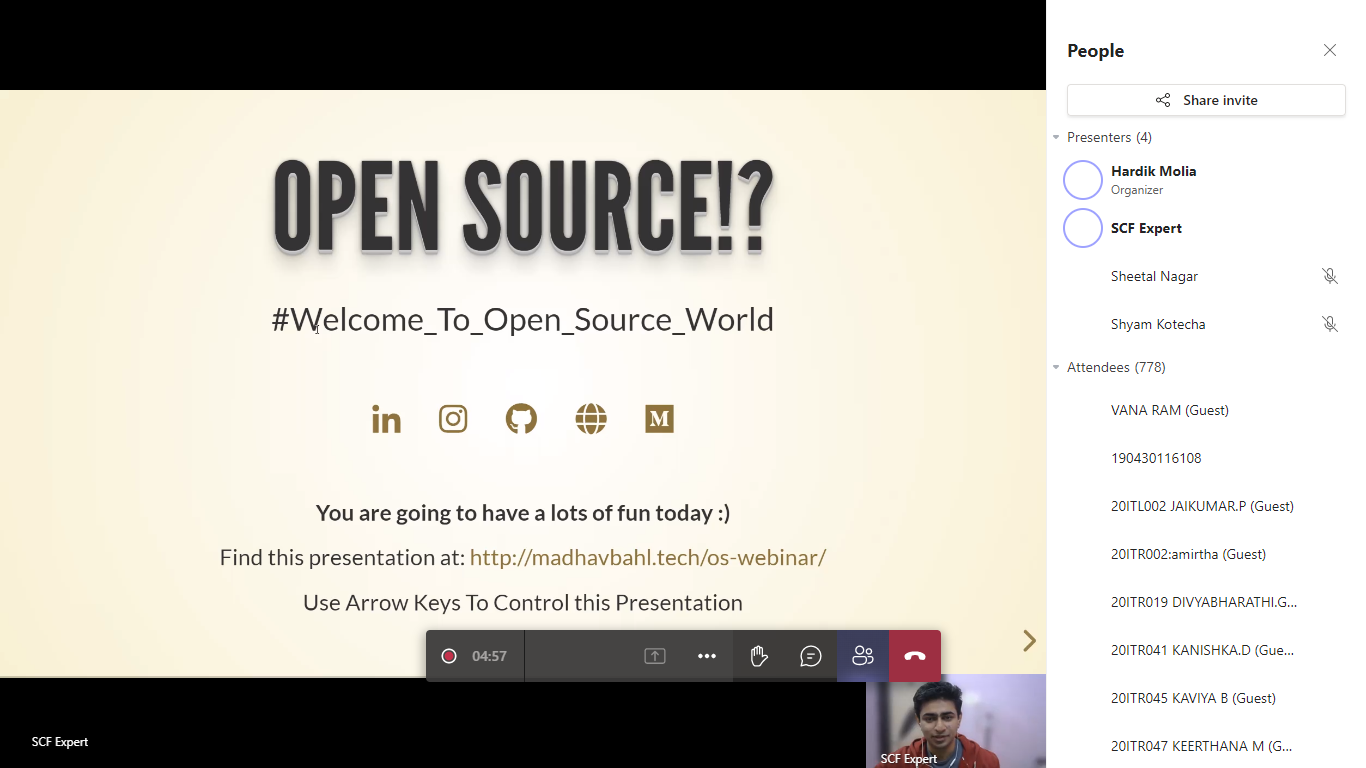 OPEN SOURCE!?
#Welcome_To_Open_Source_World
You are going to have a lots of fun today :)
Find this presentation at: http://madhavbahl.tech/os-webinar/
Use Arrow Keys To Control this Presentation
04:57
SCF Expert
SCF Expert
People
Share invite
Presenters (4)
Hardik Molia
Organizer
SCF Expert
Sheetal Nagar
Shyam Kotecha
Attendees (778)
VANA RAM (Guest)
190430116108
20ITL002 JAIKUMAR.P (Guest)
20ITR002:amirtha (Guest)
20ITR019 DIVYABHARATHI.G...
20ITR041 KANISHKA.D (Gue...
20ITR045 KAVIYA B (Guest)
20ITR047 KEERTHANA M (G...